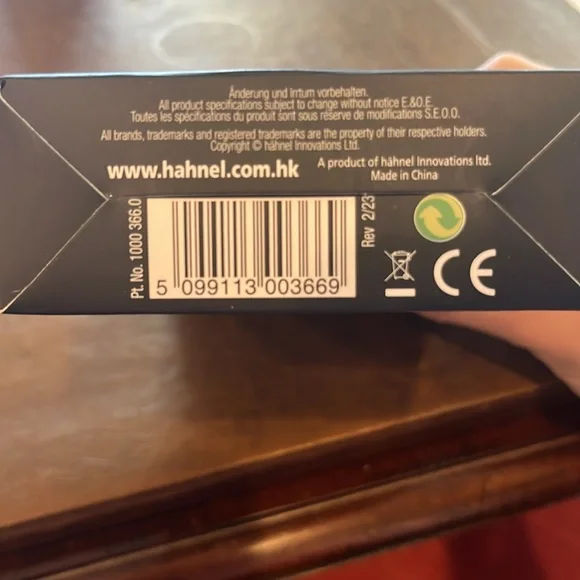 Änderung und Irrtum vorbehalten.
All product specifications subject to change without notice E.&O.E.
Toutes les spécifications du produit sont sous réserve de modifications S.E.O.O.
All brands, trademarks and registered trademarks are the property of their respective holders.
Copyright © hähnel Innovations Ltd.
www.hahnel.com.hk
A product of hähnel Innovations ltd.
Made in China
Pt. No. 1000 366.0
5 099113 003669
Rev 2/23
CE